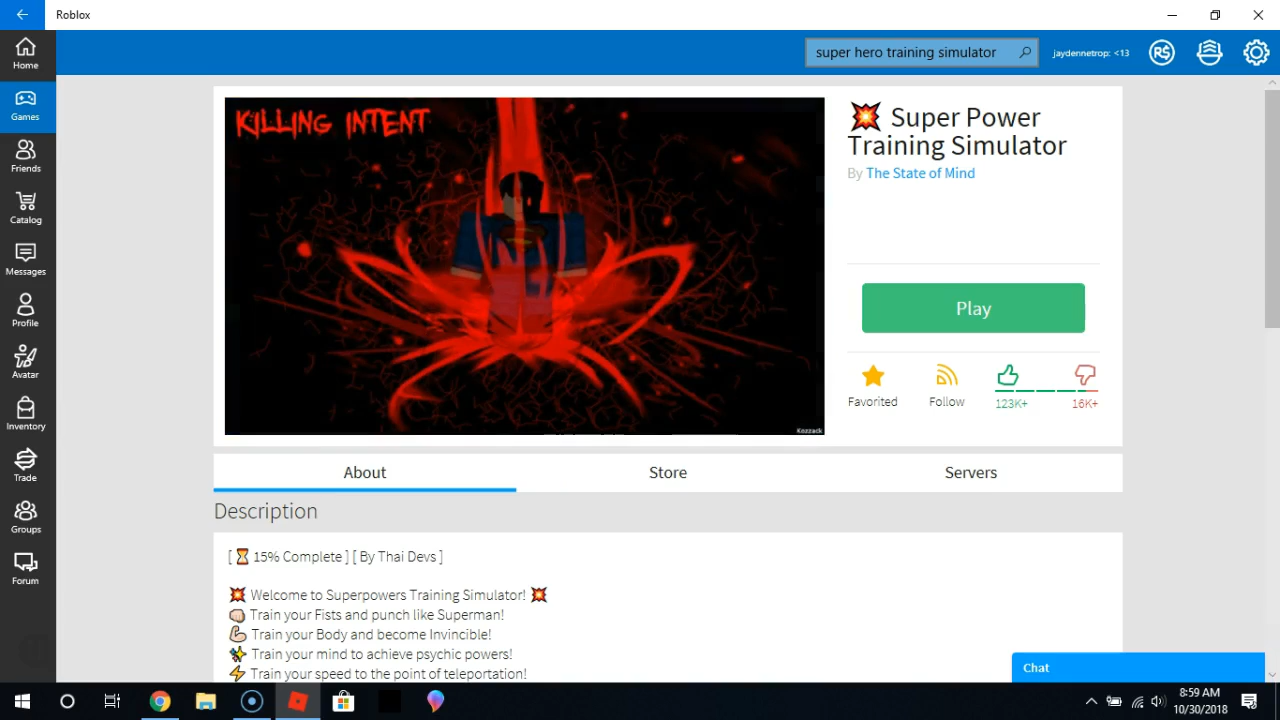 Roblox
super hero training simulator
jaydennetrop: <13
R$
Home
Games
Friends
Catalog
Messages
Profile
Avatar
Inventory
Trade
Groups
Forum
KILLING INTENT
Kozzack
💥 Super Power
Training Simulator
By The State of Mind
Play
Favorited
Follow
123K+
16K+
About
Store
Servers
Description
[ ⏳ 15% Complete ] [ By Thai Devs ]
💥 Welcome to Superpowers Training Simulator! 💥
👊 Train your Fists and punch like Superman!
💪 Train your Body and become Invincible!
✨ Train your mind to achieve psychic powers!
⚡ Train your speed to the point of teleportation!
Chat
8:59 AM
10/30/2018